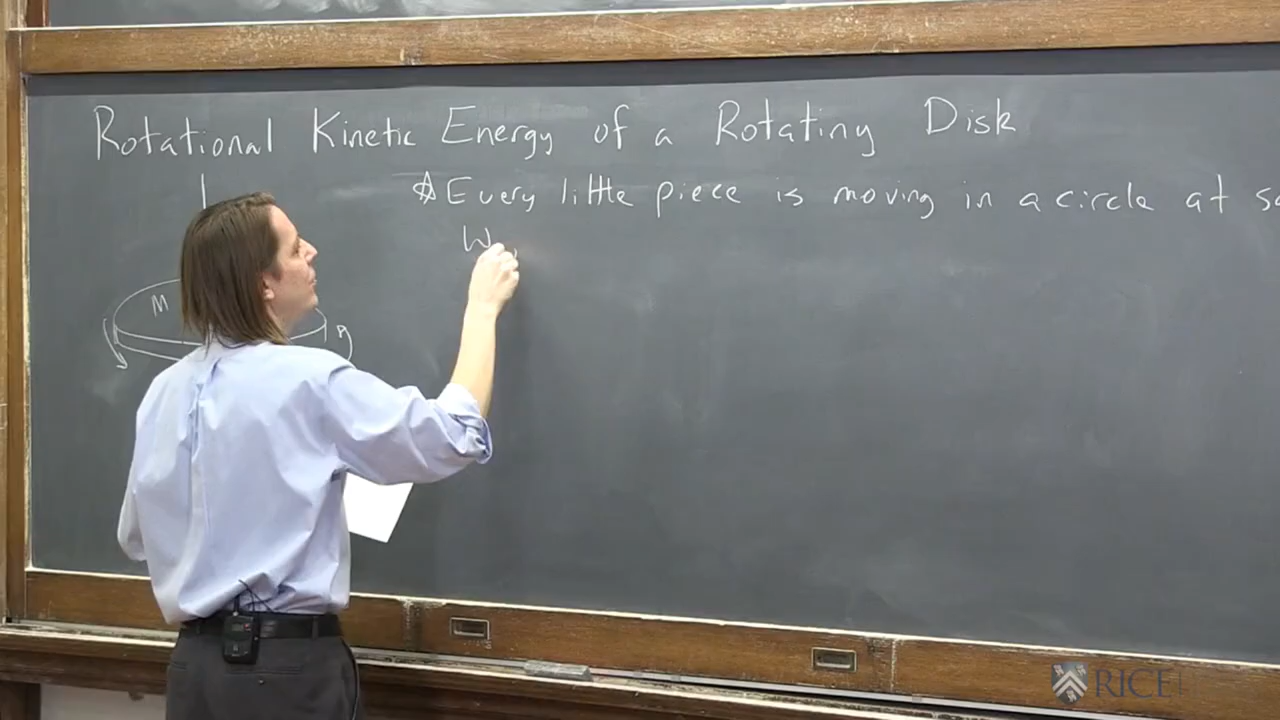 Rotational Kinetic Energy of a Rotating Disk
Every little piece is moving in a circle at
W
M
RICE